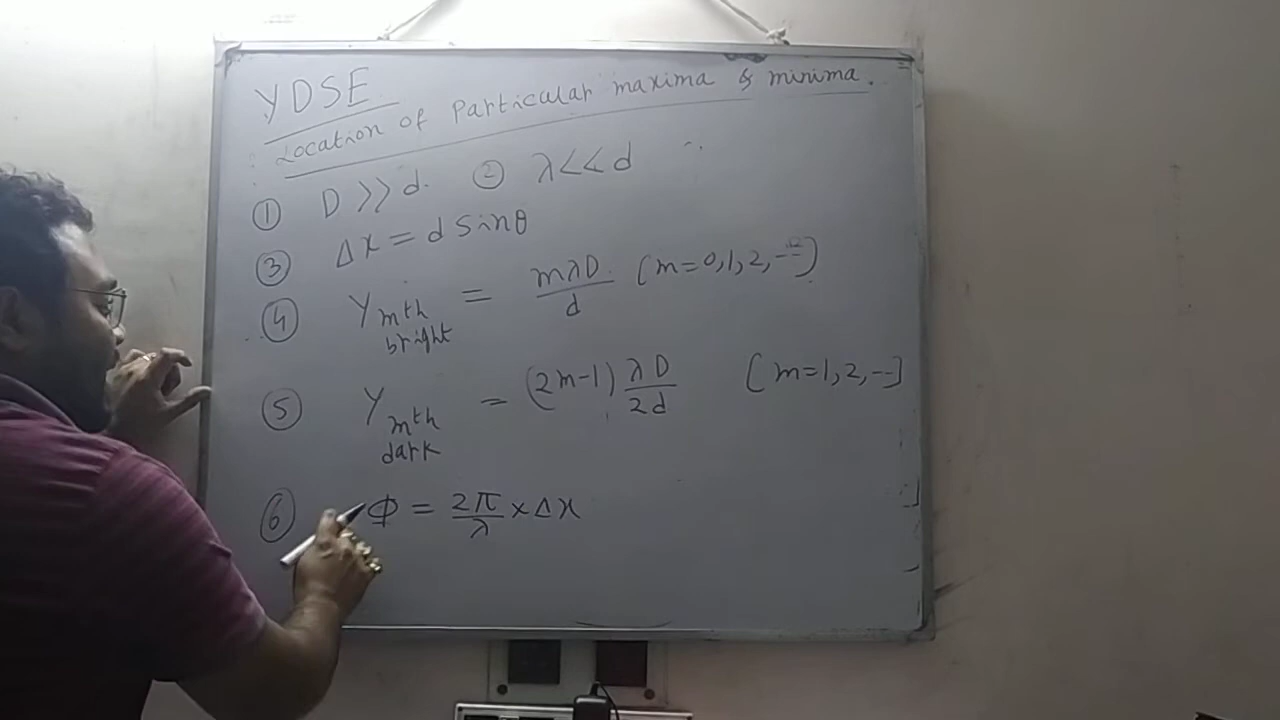 YDSE
Location of Particular maxima & minima.
① D >> d. ② λ << d
③ Δx = d sinθ
④ Y mth bright = mλD / d (m=0,1,2,--)
⑤ Y mth dark = (2m-1) λD / 2d [m=1,2,--]
⑥ Φ = 2π / λ × Δx